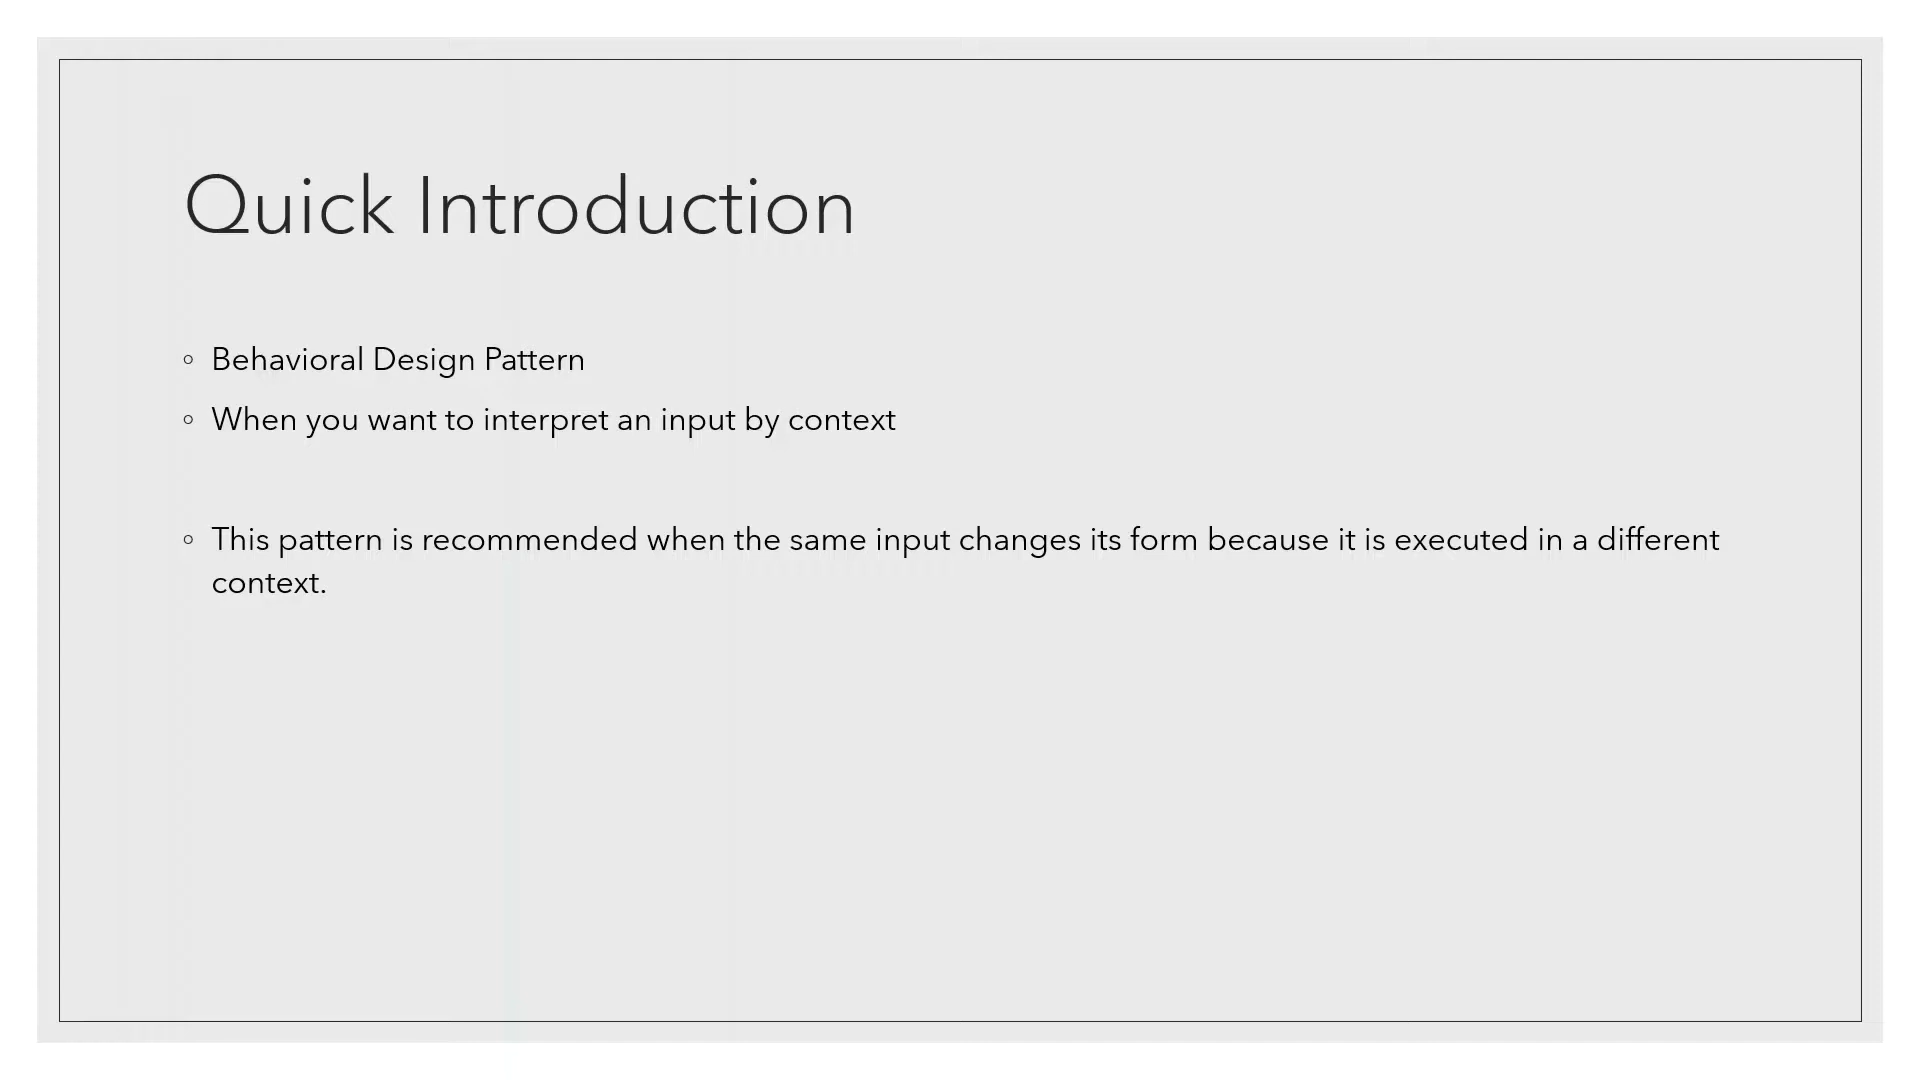 Quick Introduction
◦ Behavioral Design Pattern
◦ When you want to interpret an input by context
◦ This pattern is recommended when the same input changes its form because it is executed in a different
context.